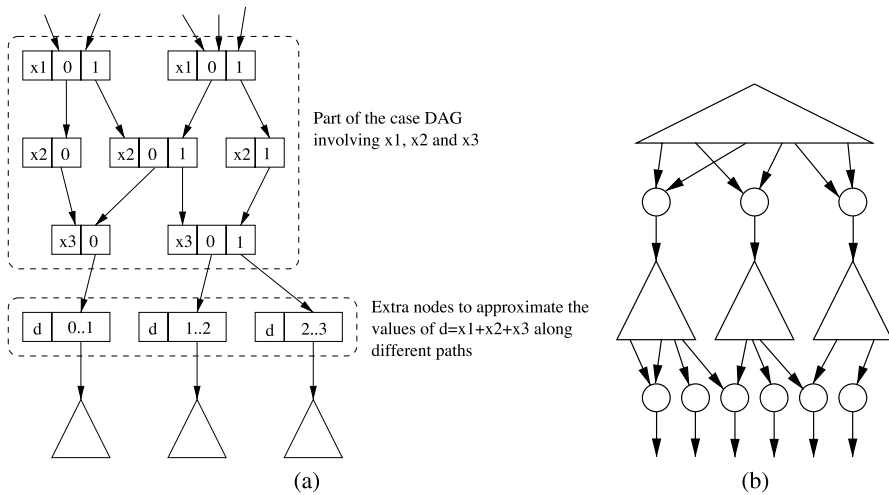 x1 0 1 x1 0 1
Part of the case DAG
involving x1, x2 and x3
x2 0 x2 0 1 x2 1
x3 0 x3 0 1
Extra nodes to approximate the
values of d=x1+x2+x3 along
different paths
d 0..1 d 1..2 d 2..3
(a) (b)